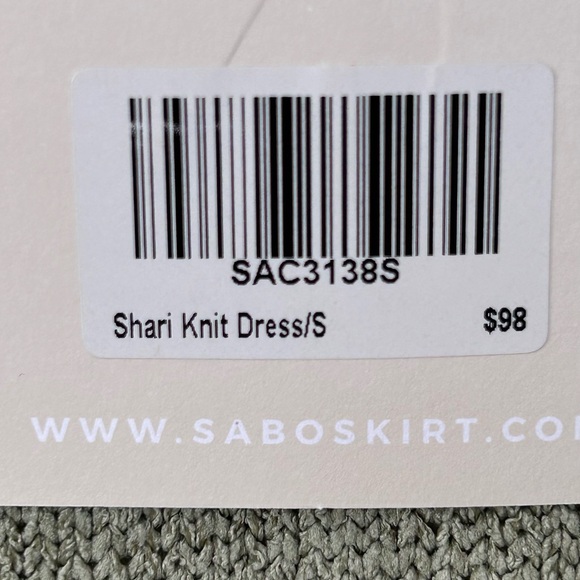 SAC3138S
Shari Knit Dress/S $98
WWW.SABOSKIRT.CO